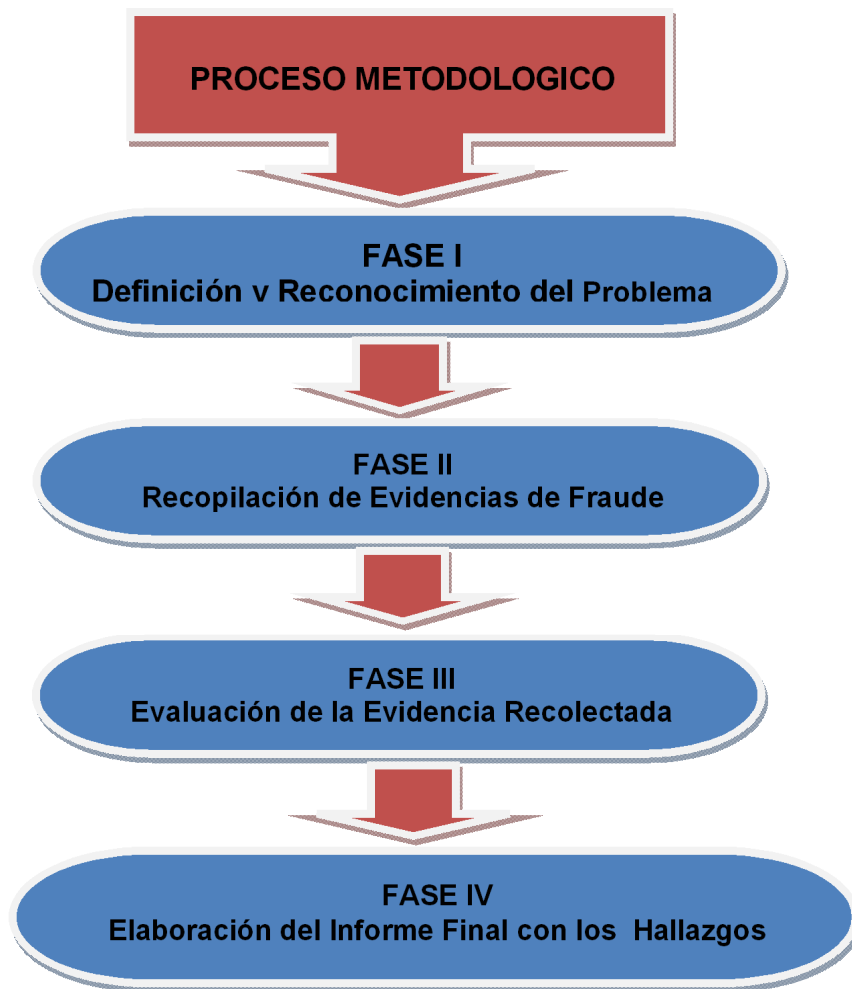 PROCESO METODOLOGICO
FASE I
Definición v Reconocimiento del Problema
FASE II
Recopilación de Evidencias de Fraude
FASE III
Evaluación de la Evidencia Recolectada
FASE IV
Elaboración del Informe Final con los Hallazgos